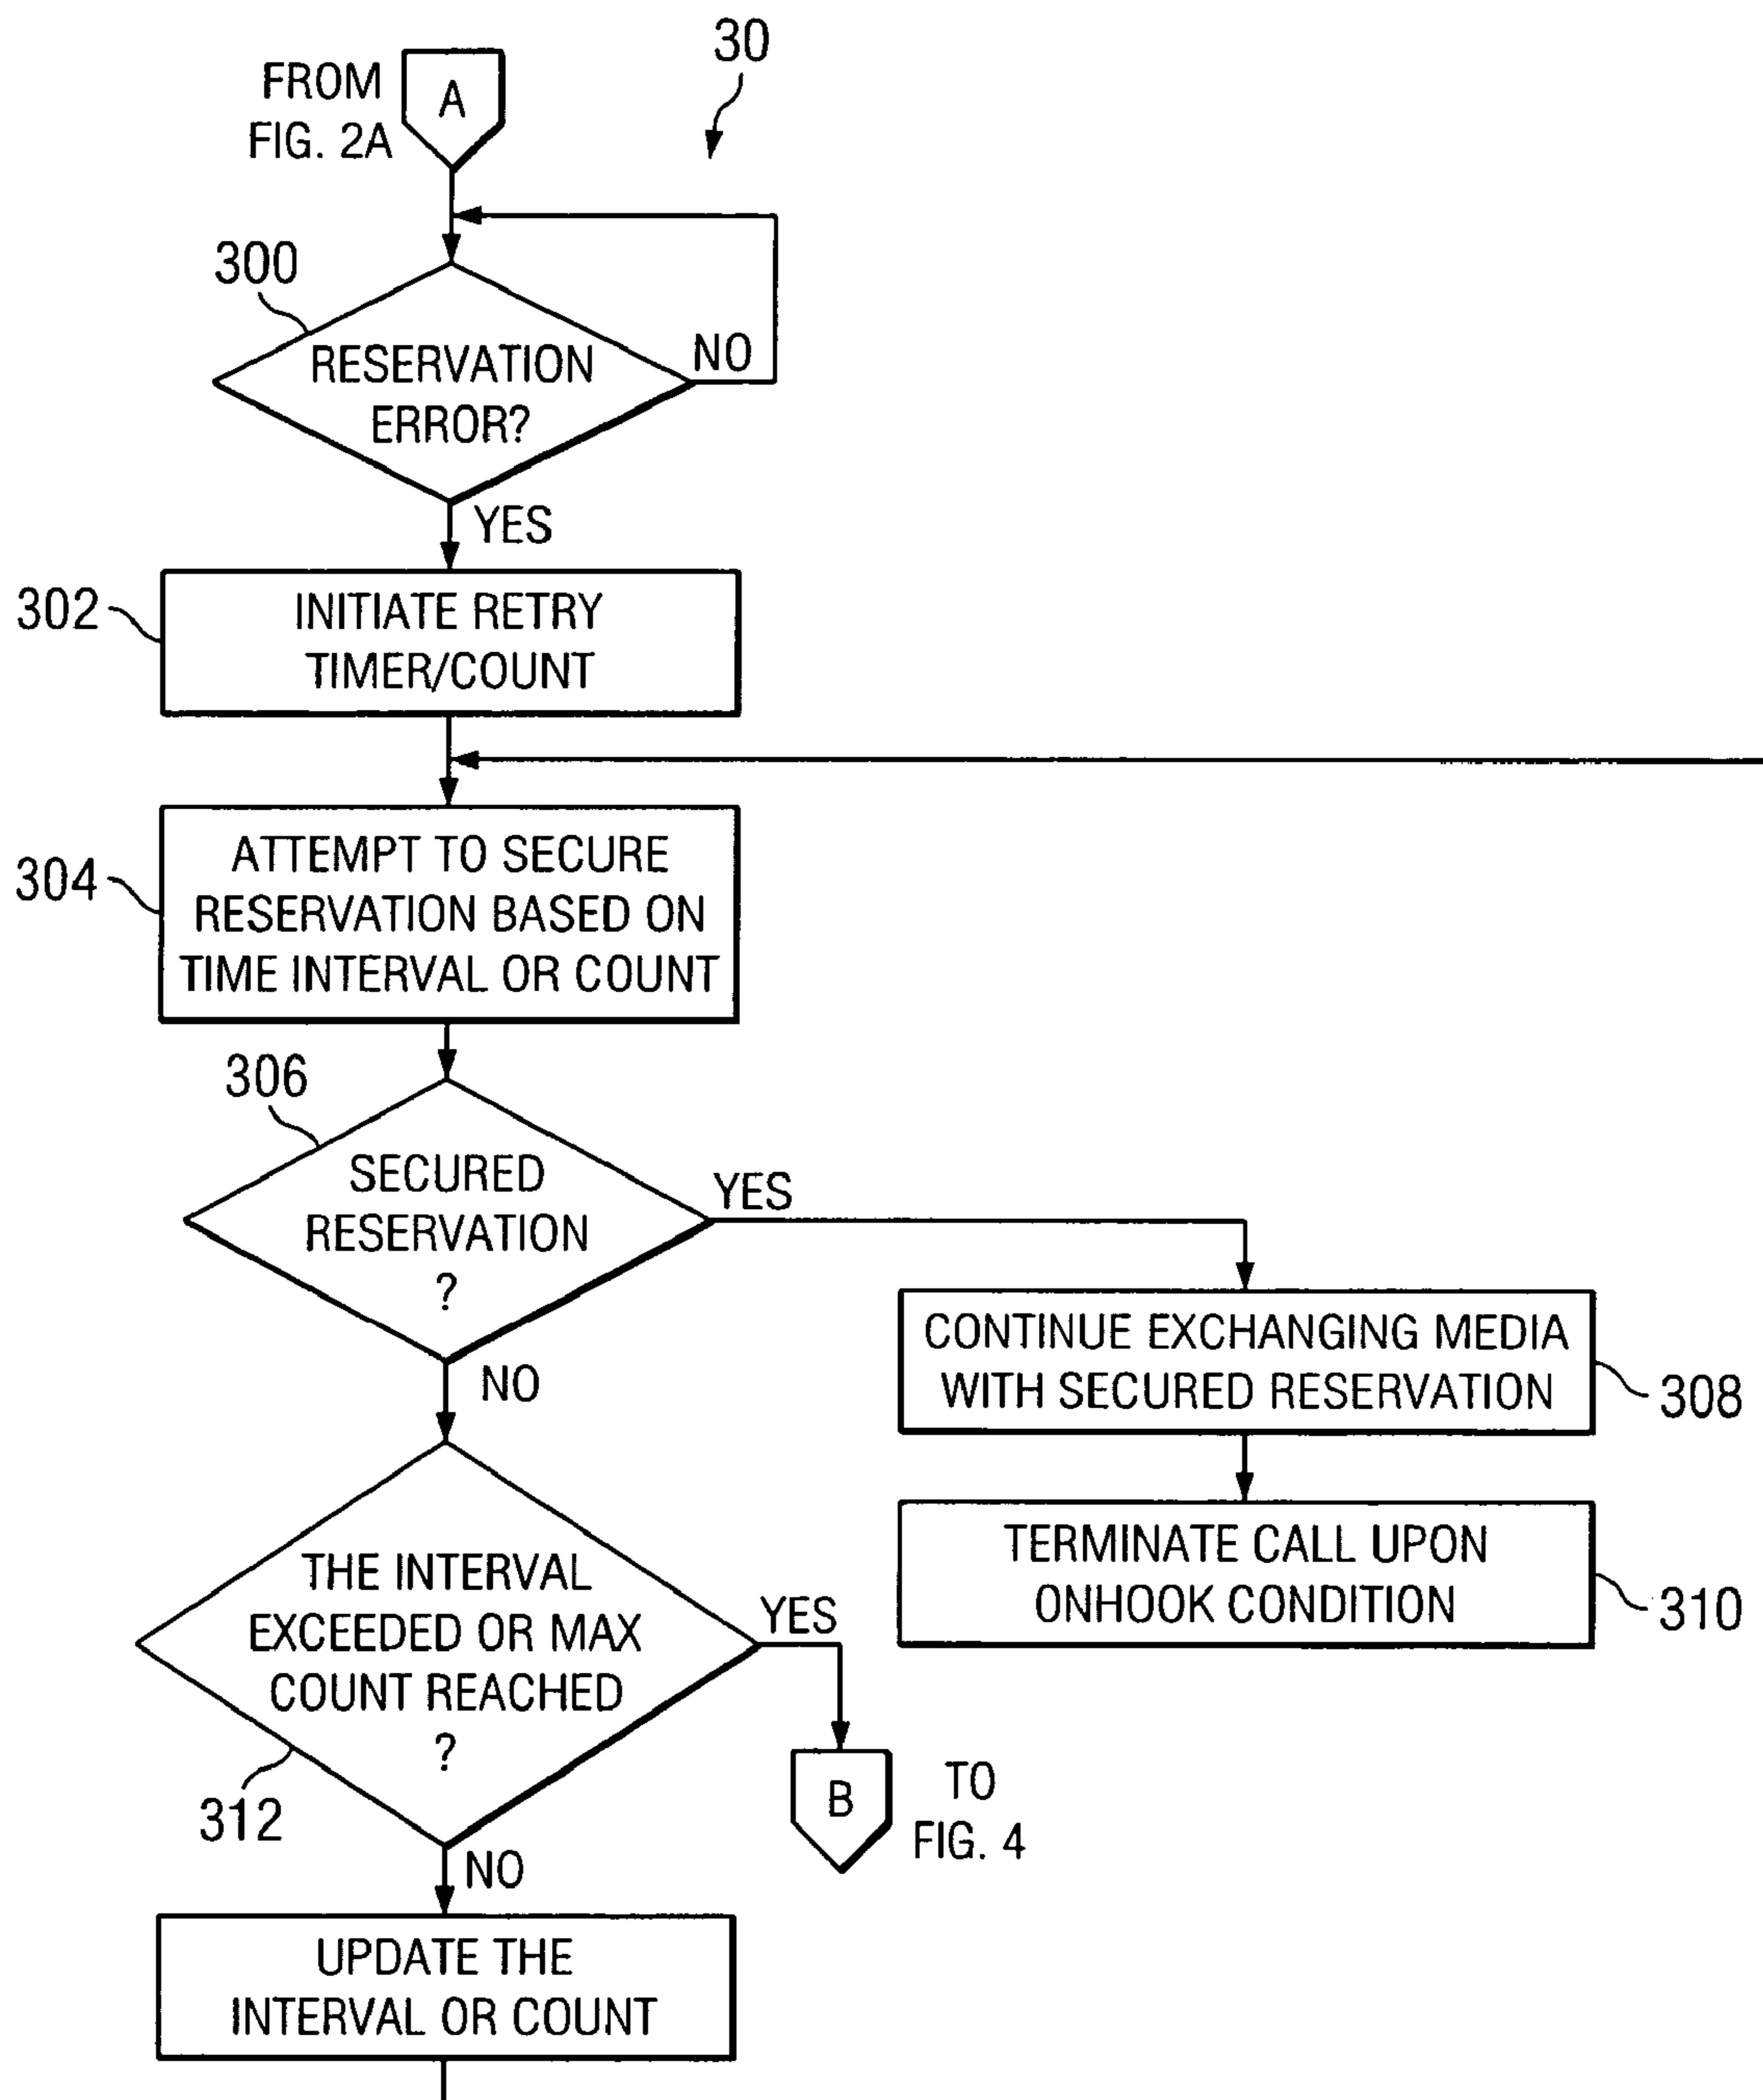 30
FROM
FIG. 2A
A
300
RESERVATION
ERROR?
NO
YES
302
INITIATE RETRY
TIMER/COUNT
304
ATTEMPT TO SECURE
RESERVATION BASED ON
TIME INTERVAL OR COUNT
306
SECURED
RESERVATION
?
YES
NO
CONTINUE EXCHANGING MEDIA
WITH SECURED RESERVATION
308
TERMINATE CALL UPON
ONHOOK CONDITION
310
THE INTERVAL
EXCEEDED OR MAX
COUNT REACHED
?
YES
312
B
TO
FIG. 4
NO
UPDATE THE
INTERVAL OR COUNT